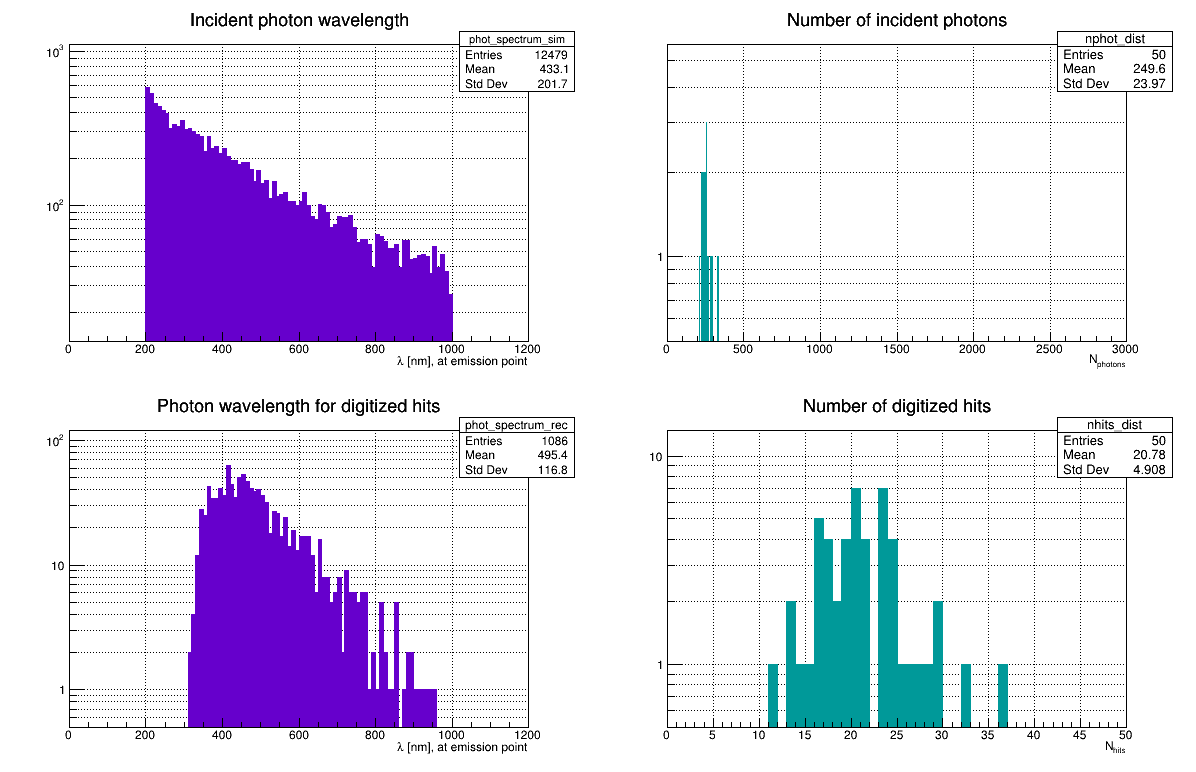 Incident photon wavelength
phot_spectrum_sim
Entries 12479
Mean 433.1
Std Dev 201.7
10³
10²
0 200 400 600 800 1000 1200
λ [nm], at emission point
Number of incident photons
nphot_dist
Entries 50
Mean 249.6
Std Dev 23.97
1
0 500 1000 1500 2000 2500 3000
N_photons
Photon wavelength for digitized hits
phot_spectrum_rec
Entries 1086
Mean 495.4
Std Dev 116.8
10²
10
1
0 200 400 600 800 1000 1200
λ [nm], at emission point
Number of digitized hits
nhits_dist
Entries 50
Mean 20.78
Std Dev 4.908
10
1
0 5 10 15 20 25 30 35 40 45 50
N_hits